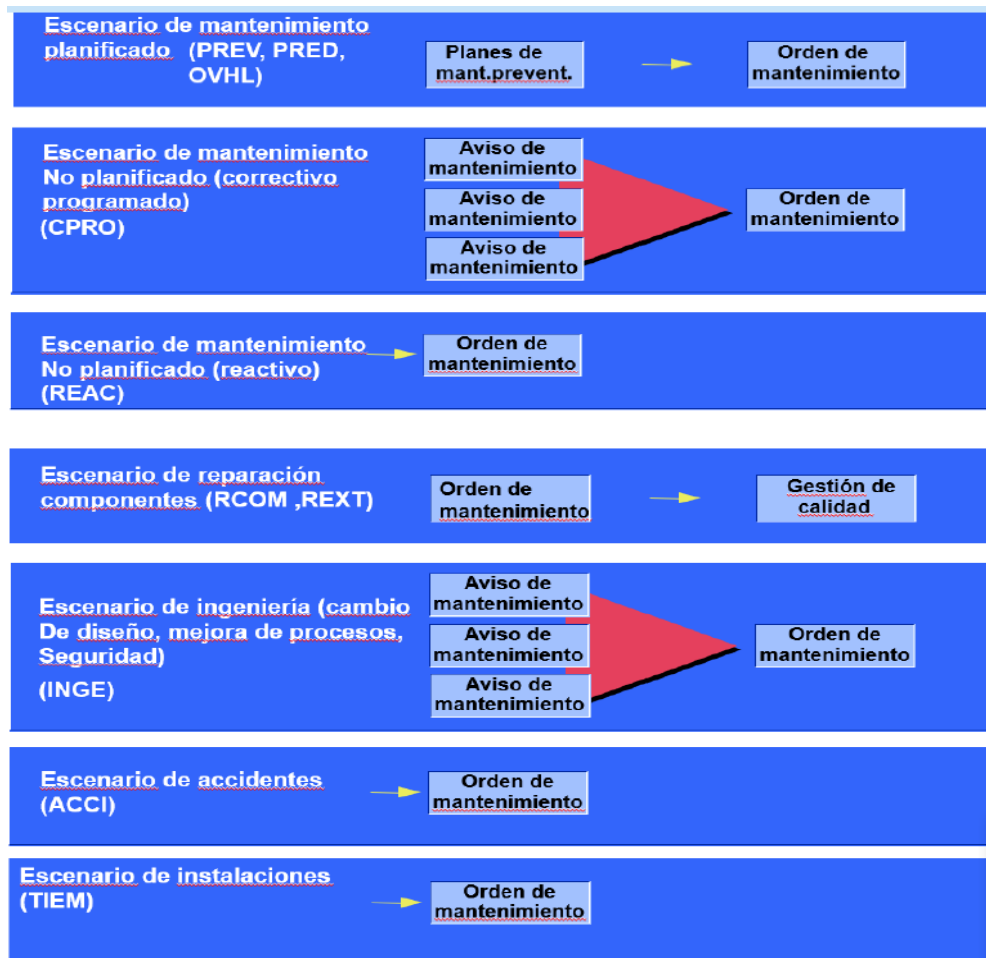 Escenario de mantenimiento
planificado (PREV, PRED,
OVHL)
Planes de
mant.prevent.
Orden de
mantenimiento
Escenario de mantenimiento
No planificado (correctivo
programado)
(CPRO)
Aviso de
mantenimiento
Aviso de
mantenimiento
Aviso de
mantenimiento
Orden de
mantenimiento
Escenario de mantenimiento
No planificado (reactivo)
(REAC)
Orden de
mantenimiento
Escenario de reparación
componentes (RCOM ,REXT)
Orden de
mantenimiento
Gestión de
calidad
Escenario de ingeniería (cambio
De diseño, mejora de procesos,
Seguridad)
(INGE)
Aviso de
mantenimiento
Aviso de
mantenimiento
Aviso de
mantenimiento
Orden de
mantenimiento
Escenario de accidentes
(ACCI)
Orden de
mantenimiento
Escenario de instalaciones
(TIEM)
Orden de
mantenimiento